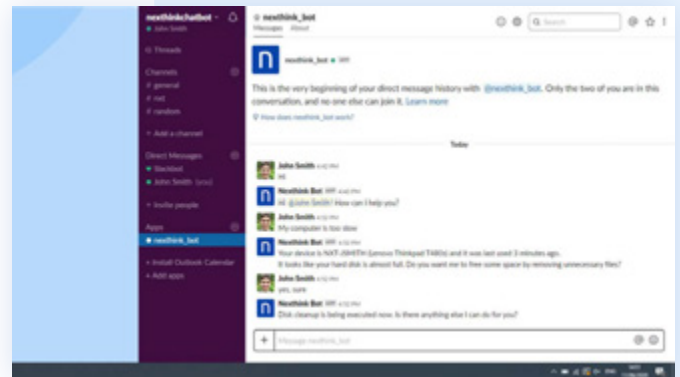 nexthinkchatbot
John Smith
Threads
Channels
# general
# nxt
# random
+ Add a channel
Direct Messages
Slackbot
John Smith (you)
+ Invite people
Apps
nexthink_bot
+ Install Outlook Calendar
+ Add apps
nexthink_bot
Messages About
Search
n
nexthink_bot
This is the very beginning of your direct message history with @nexthink_bot. Only the two of you are in this
conversation, and no one else can join it. Learn more
How does nexthink_bot work?
Today
John Smith
Hi
Nexthink Bot
Hi @John Smith! How can I help you?
John Smith
My computer is too slow
Nexthink Bot
Your device is NXT-JSMITH (Lenovo Thinkpad T480s) and it was last used 3 minutes ago.
It looks like your hard disk is almost full. Do you want me to free some space by removing unnecessary files?
John Smith
yes, sure
Nexthink Bot
Disk cleanup is being executed now. Is there anything else I can do for you?
Message nexthink_bot
ENG